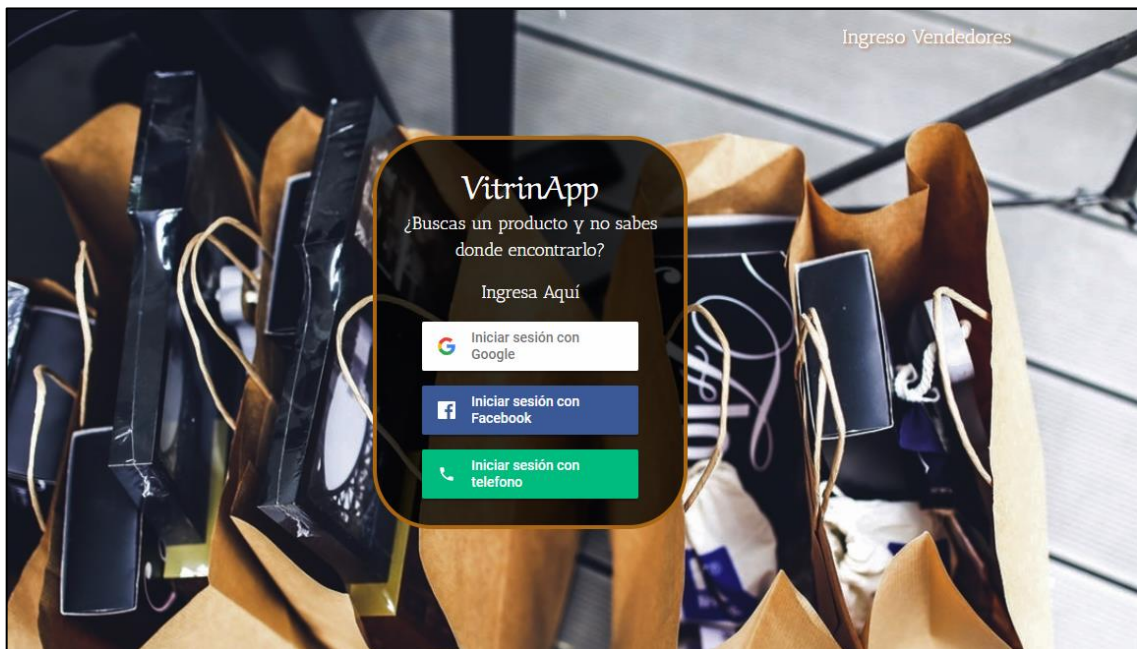 Ingreso Vendedores
VitrinApp
¿Buscas un producto y no sabes
donde encontrarlo?
Ingresa Aquí
Iniciar sesión con
Google
Iniciar sesión con
Facebook
Iniciar sesión con
telefono